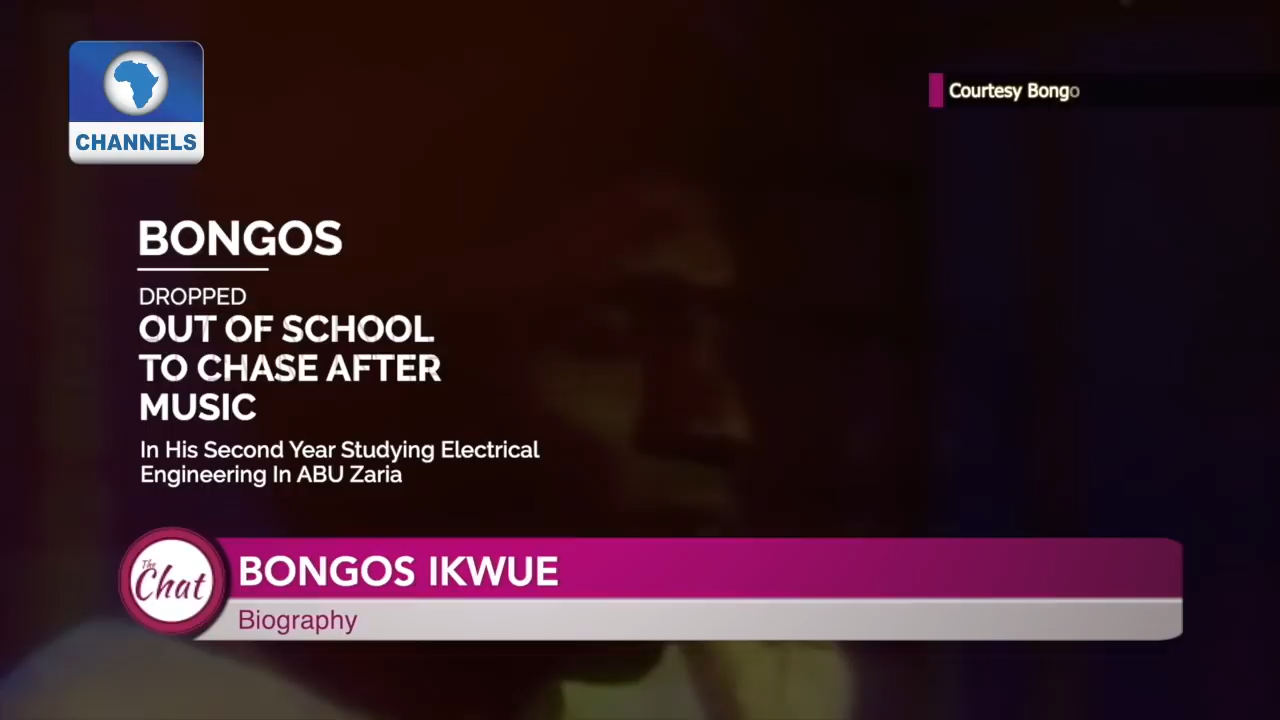 CHANNELS
Courtesy Bongo
BONGOS
DROPPED
OUT OF SCHOOL
TO CHASE AFTER
MUSIC
In His Second Year Studying Electrical
Engineering In ABU Zaria
The
Chat
BONGOS IKWUE
Biography